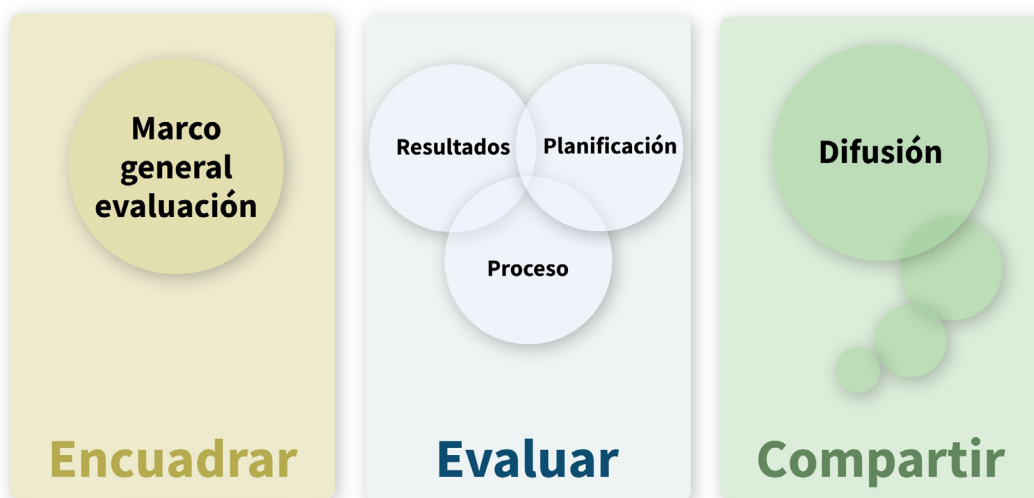 Marco
general
evaluación
Encuadrar
Resultados
Planificación
Proceso
Evaluar
Difusión
Compartir